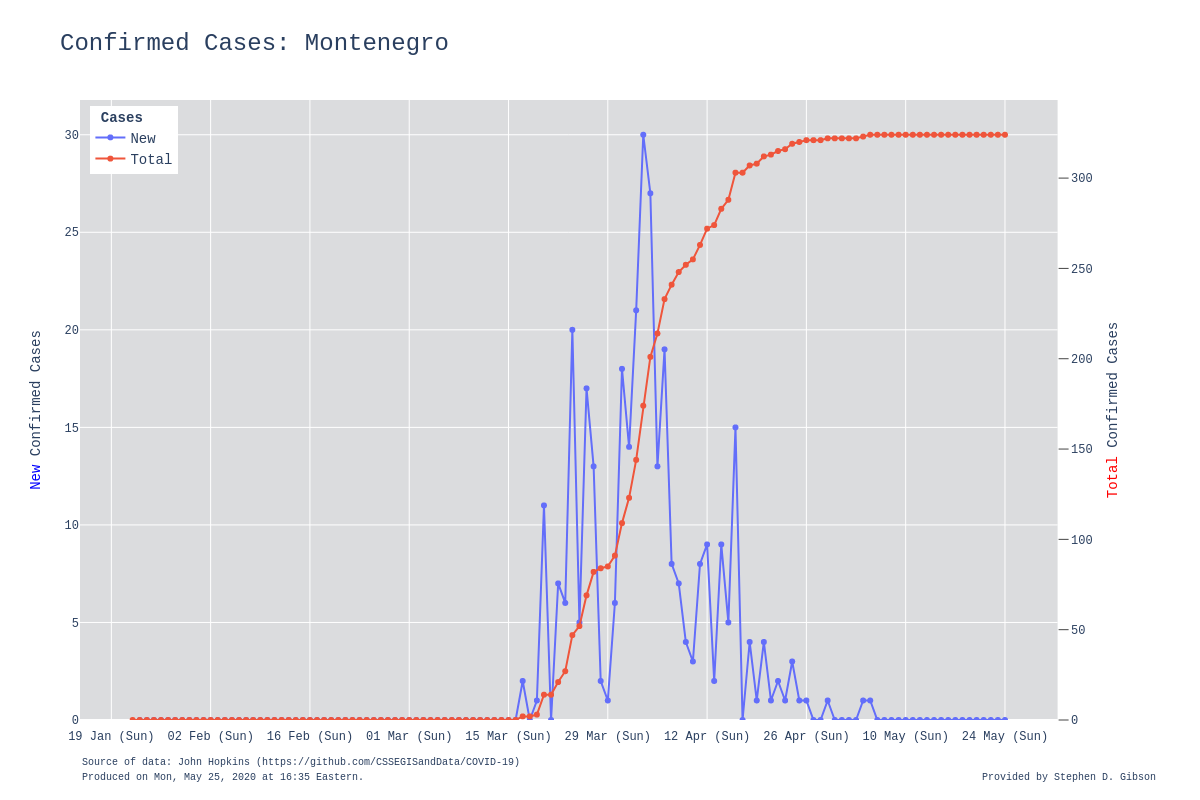 Confirmed Cases: Montenegro
Cases
New
Total
30
25
20
15
10
5
0
New Confirmed Cases
300
250
200
150
100
50
0
Total Confirmed Cases
19 Jan (Sun) 02 Feb (Sun) 16 Feb (Sun) 01 Mar (Sun) 15 Mar (Sun) 29 Mar (Sun) 12 Apr (Sun) 26 Apr (Sun) 10 May (Sun) 24 May (Sun)
Source of data: John Hopkins (https://github.com/CSSEGISandData/COVID-19)
Produced on Mon, May 25, 2020 at 16:35 Eastern.
Provided by Stephen D. Gibson